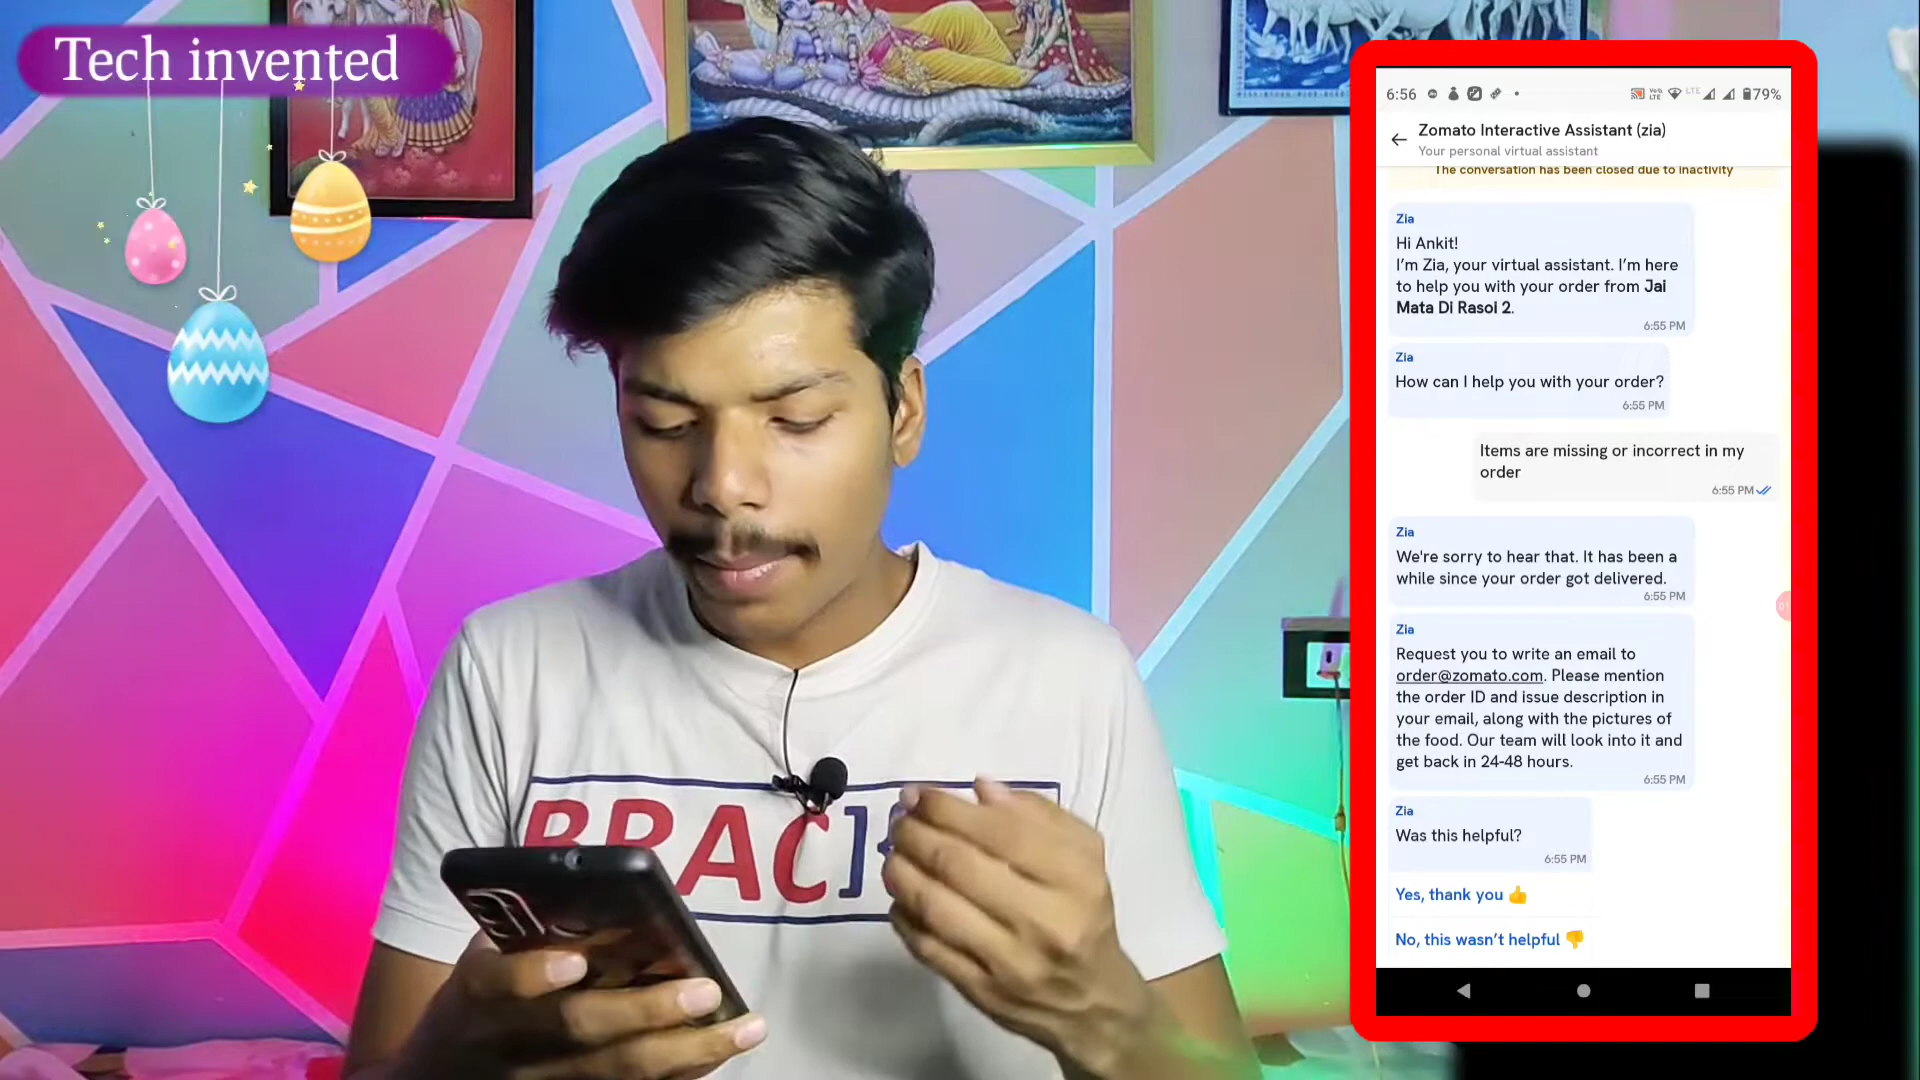 Tech invented
BRAC
6:56
79%
Zomato Interactive Assistant (zia)
Your personal virtual assistant
The conversation has been closed due to inactivity
Zia
Hi Ankit!
I'm Zia, your virtual assistant. I'm here
to help you with your order from Jai
Mata Di Rasoi 2.
6:55 PM
Zia
How can I help you with your order?
6:55 PM
Items are missing or incorrect in my
order
6:55 PM
Zia
We're sorry to hear that. It has been a
while since your order got delivered.
6:55 PM
Zia
Request you to write an email to
order@zomato.com. Please mention
the order ID and issue description in
your email, along with the pictures of
the food. Our team will look into it and
get back in 24-48 hours.
6:55 PM
Zia
Was this helpful?
6:55 PM
Yes, thank you 👍
No, this wasn't helpful 👎